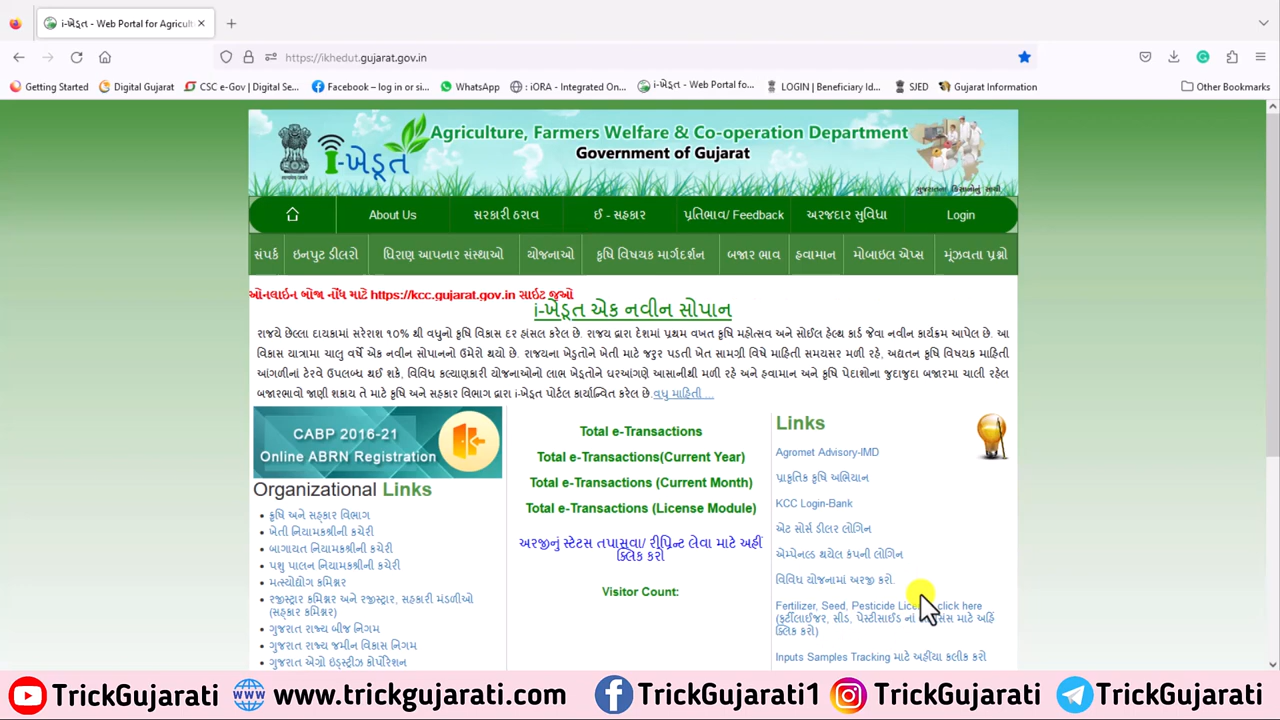 i-ખેડૂત - Web Portal for Agricult
https://ikhedut.gujarat.gov.in
Getting Started Digital Gujarat CSC e-Gov | Digital Se... Facebook – log in or si... WhatsApp : iORA - Integrated On... i-ખેડૂત - Web Portal fo... LOGIN | Beneficiary Id... SJED Gujarat Information Other Bookmarks
Agriculture, Farmers Welfare & Co-operation Department
Government of Gujarat
i-ખેડૂત
ગુજરાતના કિસાનોનું સાથી
About Us સરકારી ઠરાવ ઈ - સહકાર પ્રતિભાવ/ Feedback અરજદાર સુવિધા Login
સંપર્ક ઇનપુટ ડીલરો ધિરાણ આપનાર સંસ્થાઓ યોજનાઓ કૃષિ વિષયક માર્ગદર્શન બજાર ભાવ હવામાન મોબાઇલ એપ્સ મૂંઝવતા પ્રશ્નો
ઓનલાઇન બોજા નોંધ માટે https://kcc.gujarat.gov.in સાઇટ જુઓ
i-ખેડૂત એક નવીન સોપાન
રાજ્યે છેલ્લા દાયકામાં સરેરાશ ૧૦% થી વધુનો કૃષિ વિકાસ દર હાંસલ કરેલ છે. રાજ્ય દ્વારા દેશમાં પ્રથમ વખત કૃષિ મહોત્સવ અને સોઈલ હેલ્થ કાર્ડ જેવા નવીન કાર્યક્રમ આપેલ છે. આ
વિકાસ યાત્રામા ચાલુ વર્ષે એક નવીન સોપાનનો ઉમેરો થયો છે. રાજ્યના ખેડૂતોને ખેતી માટે જરુર પડતી ખેત સામગ્રી વિષે માહિતી સમયસર મળી રહે, અદ્યતન કૃષિ વિષયક માહિતી
આંગળીના ટેરવે ઉપલબ્ધ થઈ શકે, વિવિધ કલ્યાણકારી યોજનાઓનો લાભ ખેડૂતોને ઘરઆંગણે આસાનીથી મળી રહે અને હવામાન અને કૃષિ પેદાશોના જુદાજુદા બજારમા ચાલી રહેલ
બજારભાવો જાણી શકાય તે માટે કૃષિ અને સહકાર વિભાગ દ્વારા i-ખેડૂત પોર્ટલ કાર્યાન્વિત કરેલ છે.વધુ માહિતી ...
CABP 2016-21
Online ABRN Registration
Organizational Links
કૃષિ અને સહકાર વિભાગ
ખેતી નિયામકશ્રીની કચેરી
બાગાયત નિયામકશ્રીની કચેરી
પશુ પાલન નિયામકશ્રીની કચેરી
મત્સ્યોદ્યોગ કમિશ્નર
રજીસ્ટ્રાર કમિશ્નર અને રજીસ્ટ્રાર, સહકારી મંડળીઓ
(સહકાર કમિશ્નર)
ગુજરાત રાજ્ય બીજ નિગમ
ગુજરાત રાજ્ય જમીન વિકાસ નિગમ
ગુજરાત એગ્રો ઇંડસ્ટ્રીઝ કોર્પોરેશન
Total e-Transactions
Total e-Transactions(Current Year)
Total e-Transactions (Current Month)
Total e-Transactions (License Module)
અરજીનું સ્ટેટસ તપાસવા/ રીપ્રિન્ટ લેવા માટે અહીં
ક્લિક કરો
Visitor Count:
Links
Agromet Advisory-IMD
પ્રાકૃતિક કૃષિ અભિયાન
KCC Login-Bank
એટ સોર્સ ડીલર લોગિન
એમ્પેનલ્ડ થયેલ કંપની લોગિન
વિવિધ યોજનામાં અરજી કરો.
Fertilizer, Seed, Pesticide click here
(ફર્ટીલાઈજર, સીડ, પેસ્ટીસાઈડ ના માટે અહિં
ક્લિક કરો)
Inputs Samples Tracking માટે અહીંયા કલીક કરો
TrickGujarati www.trickgujarati.com TrickGujarati1 TrickGujarati TrickGujarati